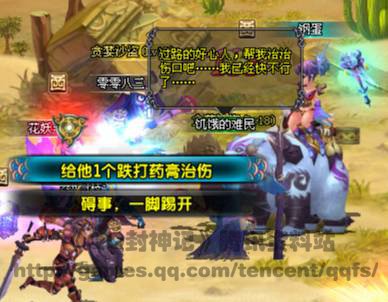 钢蛋
贪婪沙盗
过路的好心人，帮我治治
伤口吧……我已经快不行
了……
零零八三
花妖
饥饿的难民
给他1个跌打药膏治伤
碍事，一脚踢开
http://games.qq.com/tencent/qqfs/